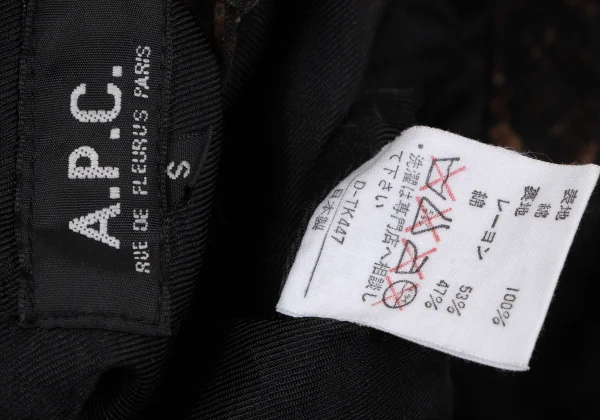 A.P.C.
RUE DE FLEURUS PARIS
S
表地 綿 100%
裏地 レーヨン 53%
綿 47%
・洗濯は専門店へ相談し
て下さい
D-TK447
日本製